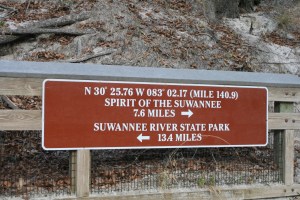 N 30° 25.76 W 083° 02.17 (MILE 140.9)
SPIRIT OF THE SUWANNEE
7.6 MILES →
SUWANNEE RIVER STATE PARK
← 13.4 MILES